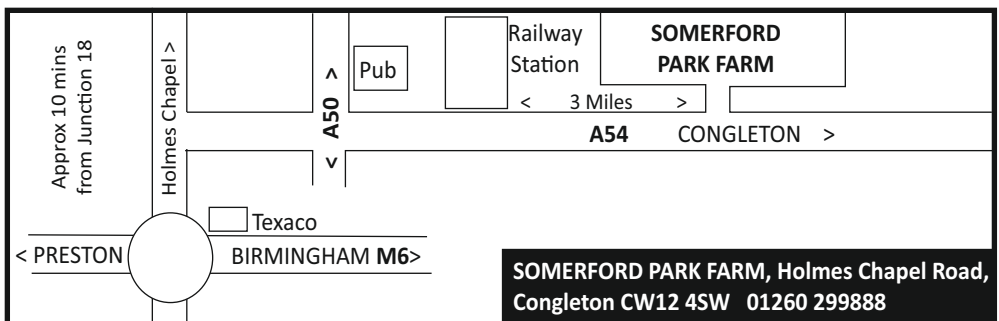 Approx 10 mins
from Junction 18
Holmes Chapel >
< A50 >
Pub
Railway
Station
SOMERFORD
PARK FARM
< 3 Miles >
A54 CONGLETON >
Texaco
< PRESTON
BIRMINGHAM M6>
SOMERFORD PARK FARM, Holmes Chapel Road,
Congleton CW12 4SW 01260 299888